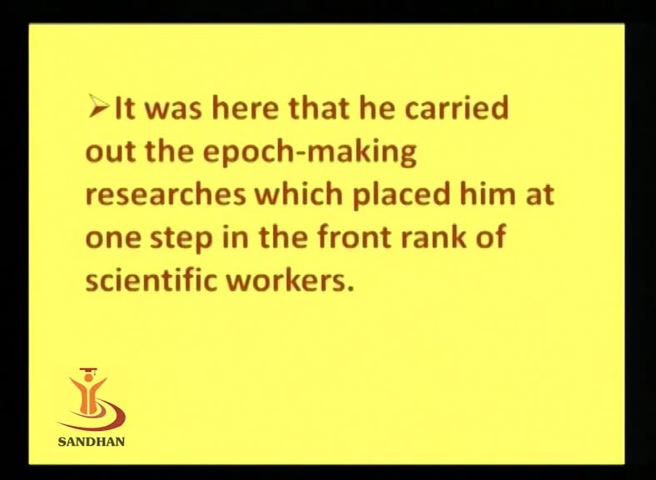 ➢It was here that he carried
out the epoch-making
researches which placed him at
one step in the front rank of
scientific workers.
SANDHAN